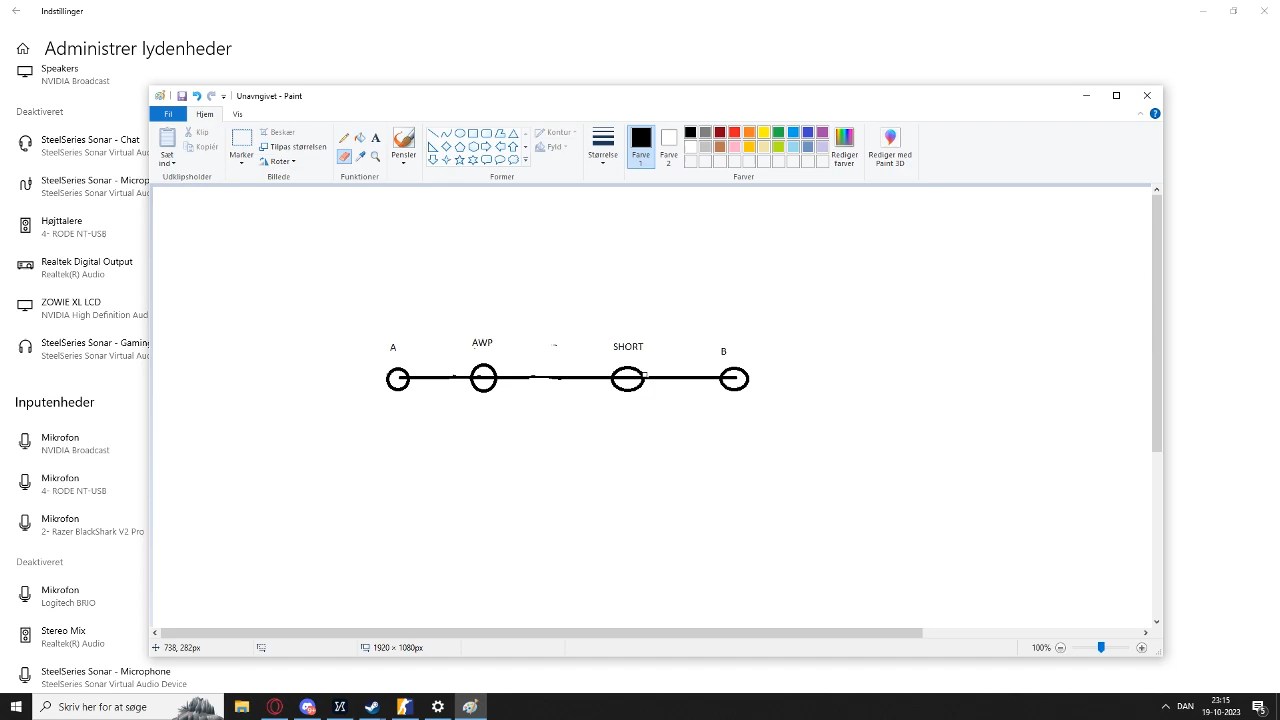 Indstillinger
Administrer lydenheder
Speakers
NVIDIA Broadcast
Deaktiveret
SteelSeries Sonar - Chat
SteelSeries Sonar Virtual Auc
SteelSeries Sonar - Microp
SteelSeries Sonar Virtual Auc
Højttalere
4- RODE NT-USB
Realtek Digital Output
Realtek(R) Audio
ZOWIE XL LCD
NVIDIA High Definition Aud
SteelSeries Sonar - Gaming
SteelSeries Sonar Virtual Auc
Inputenheder
Mikrofon
NVIDIA Broadcast
Mikrofon
4- RODE NT-USB
Mikrofon
2- Razer BlackShark V2 Pro
Deaktiveret
Mikrofon
Logitech BRIO
Stereo Mix
Realtek(R) Audio
SteelSeries Sonar - Microphone
SteelSeries Sonar Virtual Audio Device
Unavngivet - Paint
Fil Hjem Vis
Sæt ind
Klip
Kopiér
Udklipsholder
Marker
Beskær
Tilpas størrelsen
Roter
Billede
A
Funktioner
Pensler
Former
Kontur
Fyld
Størrelse
Farve 1
Farve 2
Rediger farver
Farver
Rediger med Paint 3D
A AWP SHORT B
738, 282px
1920 × 1080px
100%
Skriv her for at søge
DAN
23:15
19-10-2023
5